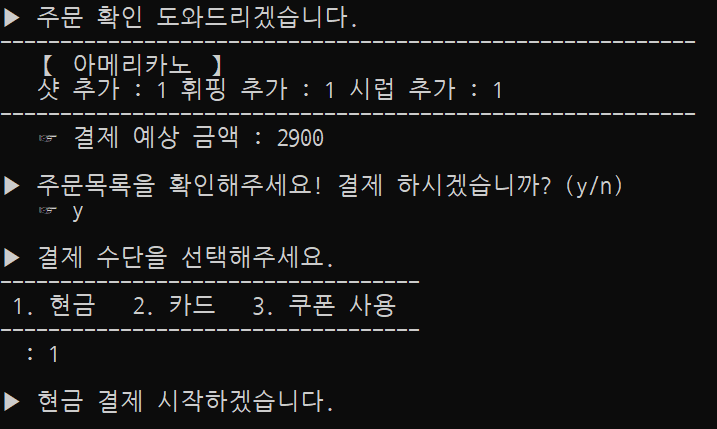 ▶ 주문 확인 도와드리겠습니다.
----------------------------------------------------------
【 아메리카노 】
샷 추가 : 1 휘핑 추가 : 1 시럽 추가 : 1
----------------------------------------------------------
☞ 결제 예상 금액 : 2900
▶ 주문목록을 확인해주세요! 결제 하시겠습니까? (y/n)
☞ y
▶ 결제 수단을 선택해주세요.
-----------------------------------
1. 현금 2. 카드 3. 쿠폰 사용
-----------------------------------
: 1
▶ 현금 결제 시작하겠습니다.